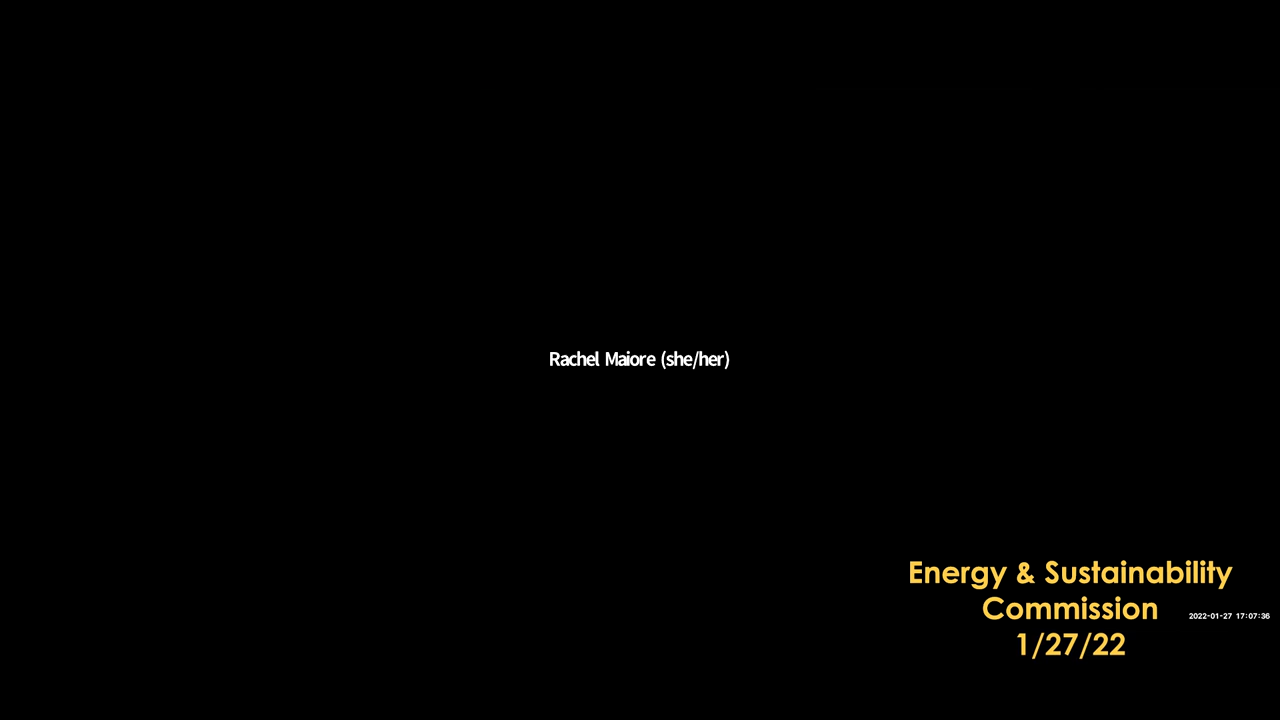 Rachel Maiore (she/her)
Energy & Sustainability
Commission
2022-01-27 17:07:36
1/27/22